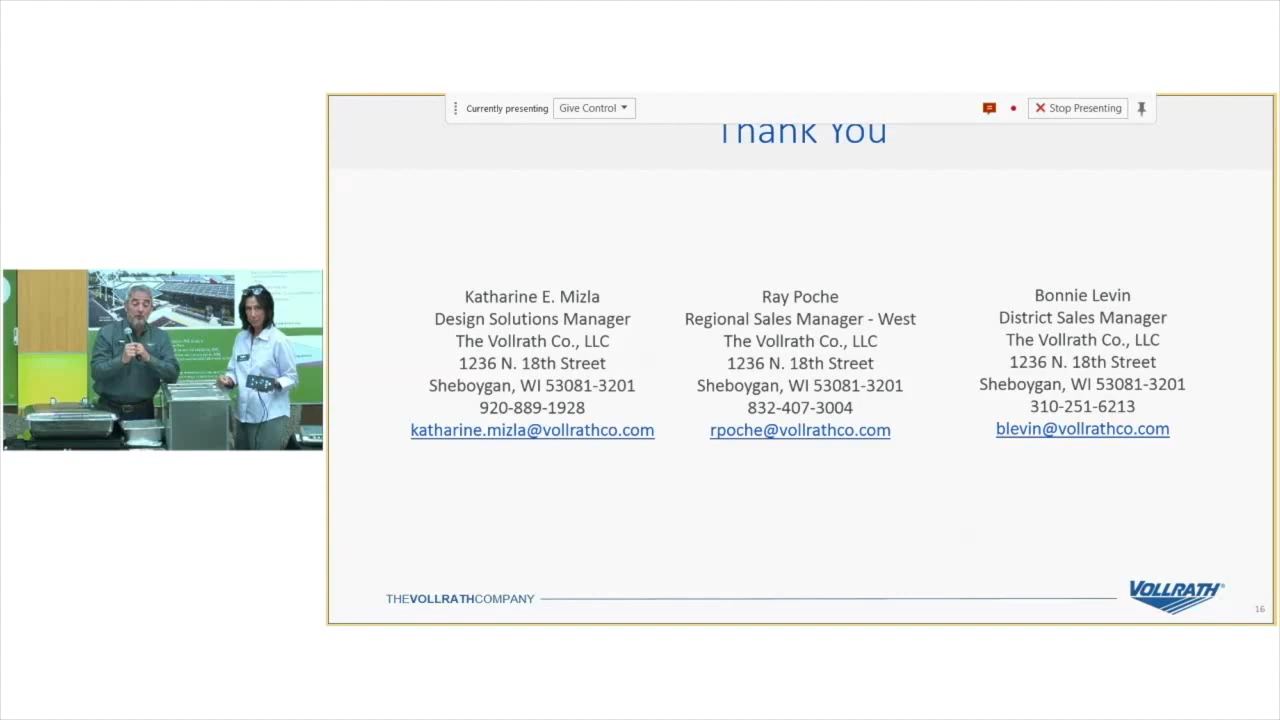 Currently presenting
Give Control
Stop Presenting
Thank You
Katharine E. Mizla
Design Solutions Manager
The Vollrath Co., LLC
1236 N. 18th Street
Sheboygan, WI 53081-3201
920-889-1928
katharine.mizla@vollrathco.com
Ray Poche
Regional Sales Manager - West
The Vollrath Co., LLC
1236 N. 18th Street
Sheboygan, WI 53081-3201
832-407-3004
rpoche@vollrathco.com
Bonnie Levin
District Sales Manager
The Vollrath Co., LLC
1236 N. 18th Street
Sheboygan, WI 53081-3201
310-251-6213
blevin@vollrathco.com
THEVOLLRATHCOMPANY
VOLLRATH®
16